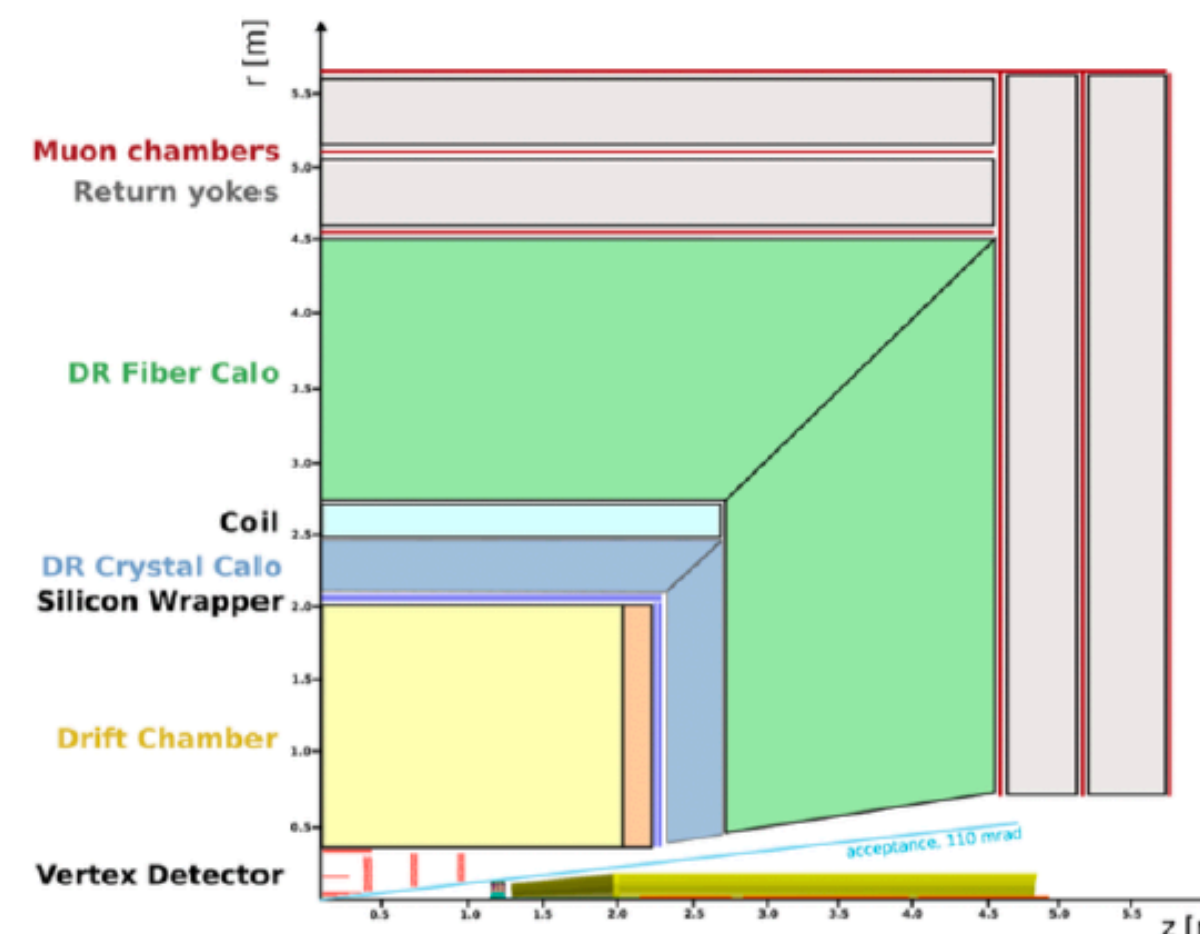 r [m]
5.5
Muon chambers
5.0
Return yokes
4.5
4.0
DR Fiber Calo
3.5
3.0
Coil
2.5
DR Crystal Calo
Silicon Wrapper
2.0
1.5
Drift Chamber
1.0
0.5
acceptance, 110 mrad
Vertex Detector
0.5 1.0 1.5 2.0 2.5 3.0 3.5 4.0 4.5 5.0 5.5
z [